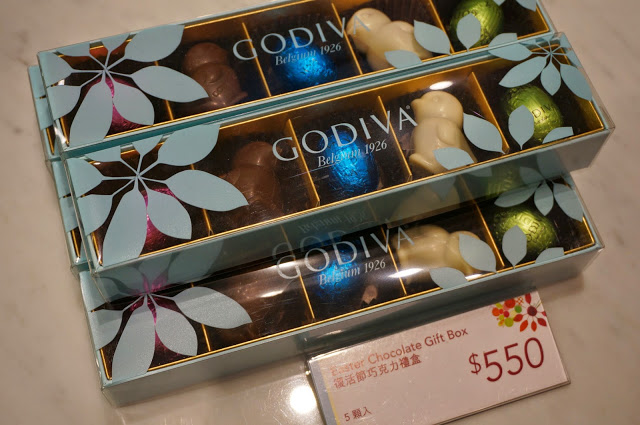 GODIVA
Belgium 1926
GODIVA
Belgium 1926
GODIVA
Belgium 1926
Easter Chocolate Gift Box
復活節巧克力禮盒
$550
5顆入